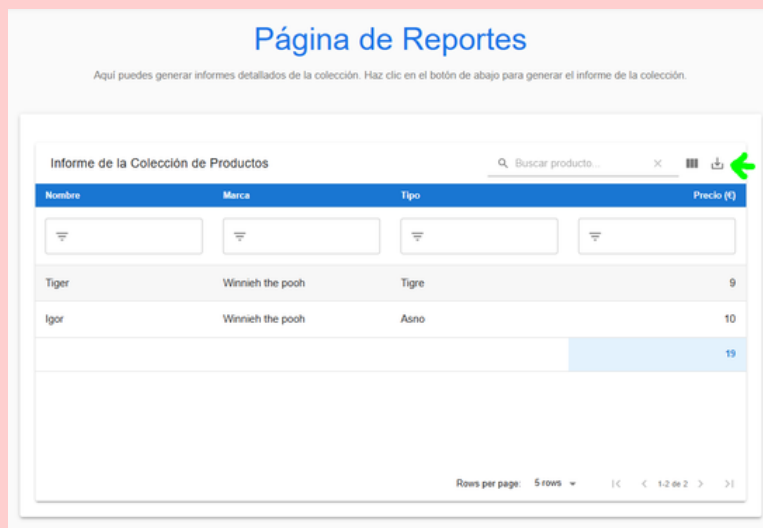 Página de Reportes
Aquí puedes generar informes detallados de la colección. Haz clic en el botón de abajo para generar el informe de la colección.
Informe de la Colección de Productos
Buscar producto...
Nombre Marca Tipo Precio (€)
Tiger Winnieh the pooh Tigre 9
Igor Winnieh the pooh Asno 10
19
Rows per page: 5 rows 1-2 de 2